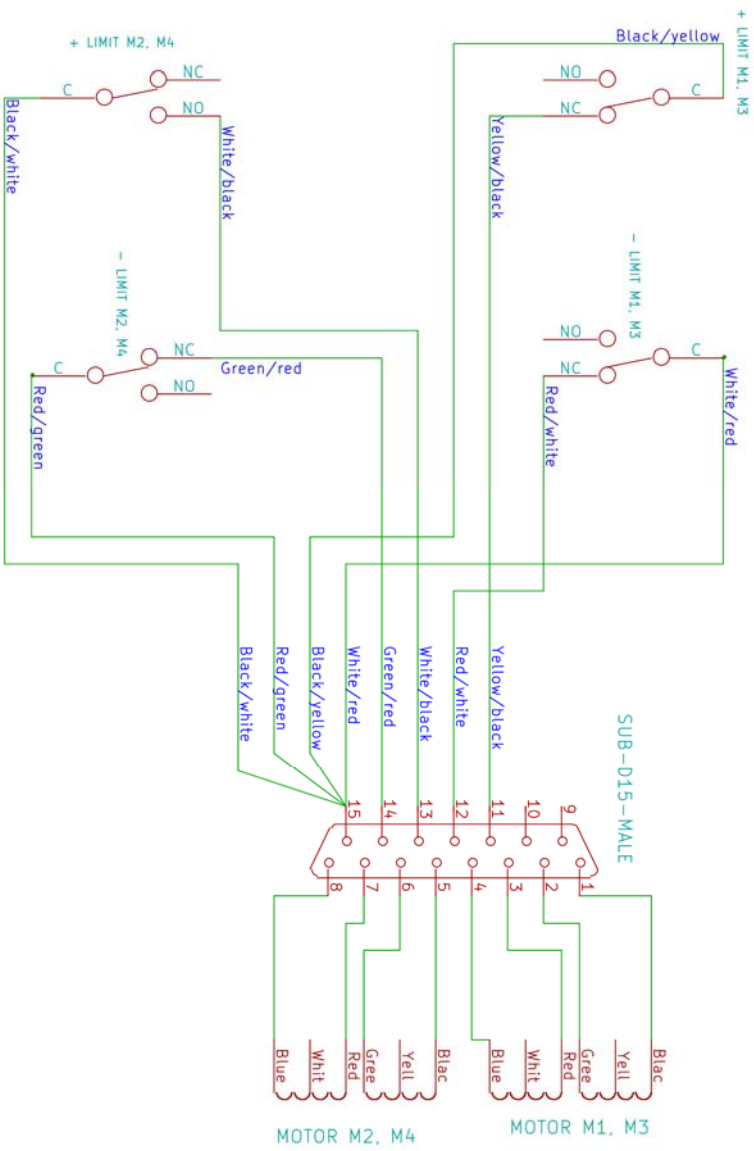 + LIMIT M2, M4
NC
C
NO
Black/white
White/black
Black/yellow
+ LIMIT M1, M3
NO
C
NC
Yellow/black
- LIMIT M2, M4
NC
C
NO
Green/red
Red/green
- LIMIT M1, M3
NO
C
NC
Red/white
White/red
Black/white
Red/green
Black/yellow
White/red
Green/red
White/black
Red/white
Yellow/black
SUB-D15-MALE
15
14
13
12
11
10
9
8
7
6
5
4
3
2
1
Blue
Whit
Red
Gree
Yell
Blac
Blue
Whit
Red
Gree
Yell
Blac
MOTOR M2, M4
MOTOR M1, M3